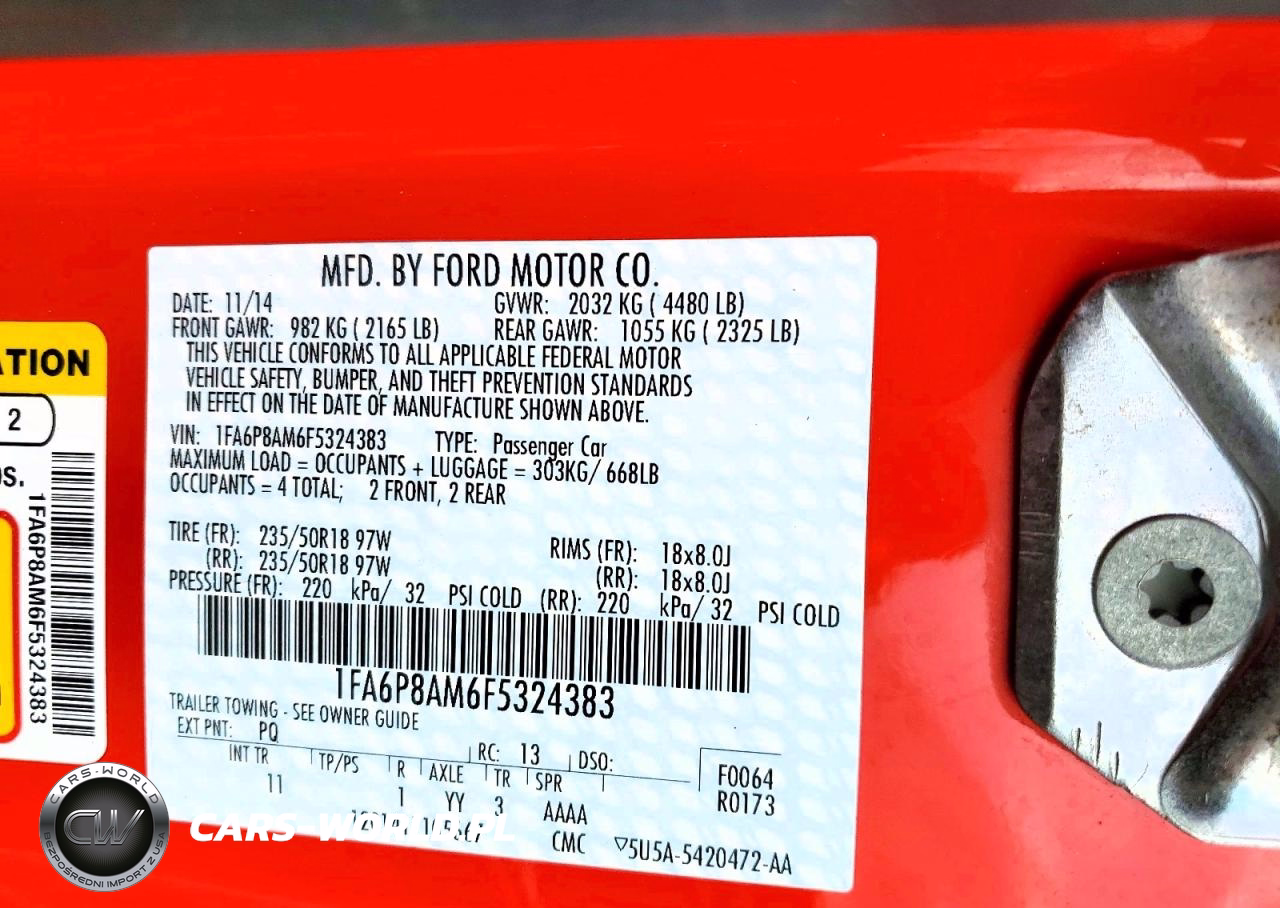 MFD. BY FORD MOTOR CO.
DATE: 11/14 GVWR: 2032 KG ( 4480 LB)
FRONT GAWR: 982 KG ( 2165 LB) REAR GAWR: 1055 KG ( 2325 LB)
THIS VEHICLE CONFORMS TO ALL APPLICABLE FEDERAL MOTOR
VEHICLE SAFETY, BUMPER, AND THEFT PREVENTION STANDARDS
IN EFFECT ON THE DATE OF MANUFACTURE SHOWN ABOVE.
VIN: 1FA6P8AM6F5324383 TYPE: Passenger Car
MAXIMUM LOAD = OCCUPANTS + LUGGAGE = 303KG/ 668LB
OCCUPANTS = 4 TOTAL; 2 FRONT, 2 REAR
TIRE (FR): 235/50R18 97W RIMS (FR): 18x8.0J
(RR): 235/50R18 97W (RR): 18x8.0J
PRESSURE (FR): 220 kPa/ 32 PSI COLD (RR): 220 kPa/ 32 PSI COLD
1FA6P8AM6F5324383
TRAILER TOWING - SEE OWNER GUIDE
EXT PNT: PQ RC: 13 DSO:
INT TR TP/PS R AXLE TR SPR F0064
11 1 YY 3 AAAA R0173
CMC ▽5U5A-5420472-AA
ATION
2
1FA6P8AM6F5324383
CARS-WORLD
CW
BEZPOŚREDNI IMPORT Z USA
CARS-WORLD.PL